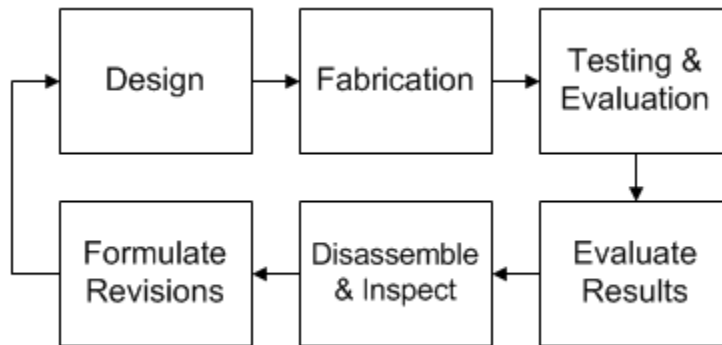 Design
Fabrication
Testing &
Evaluation
Formulate
Revisions
Disassemble
& Inspect
Evaluate
Results